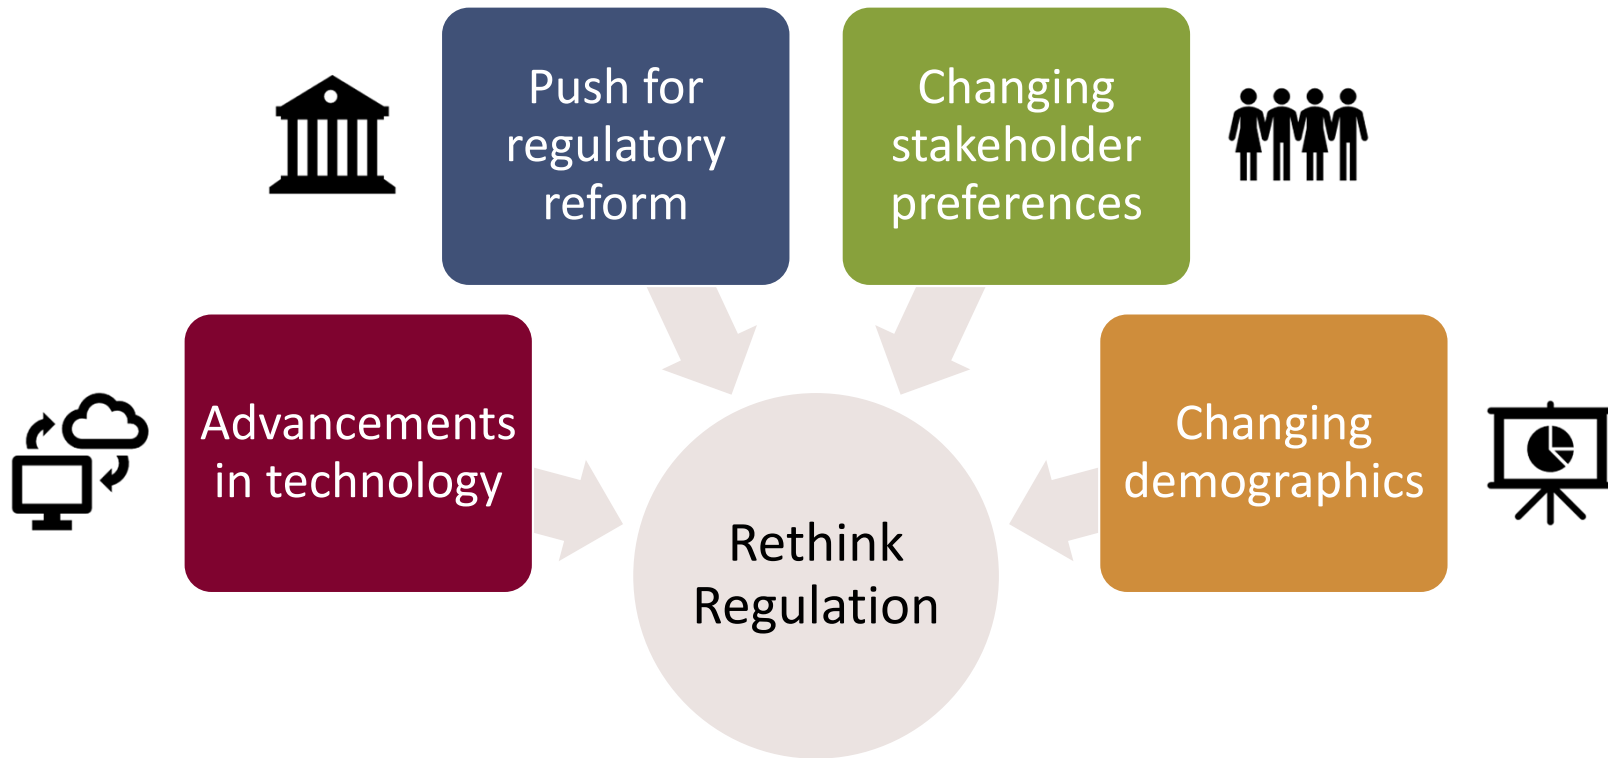 Push for
regulatory
reform
Changing
stakeholder
preferences
Advancements
in technology
Changing
demographics
Rethink
Regulation